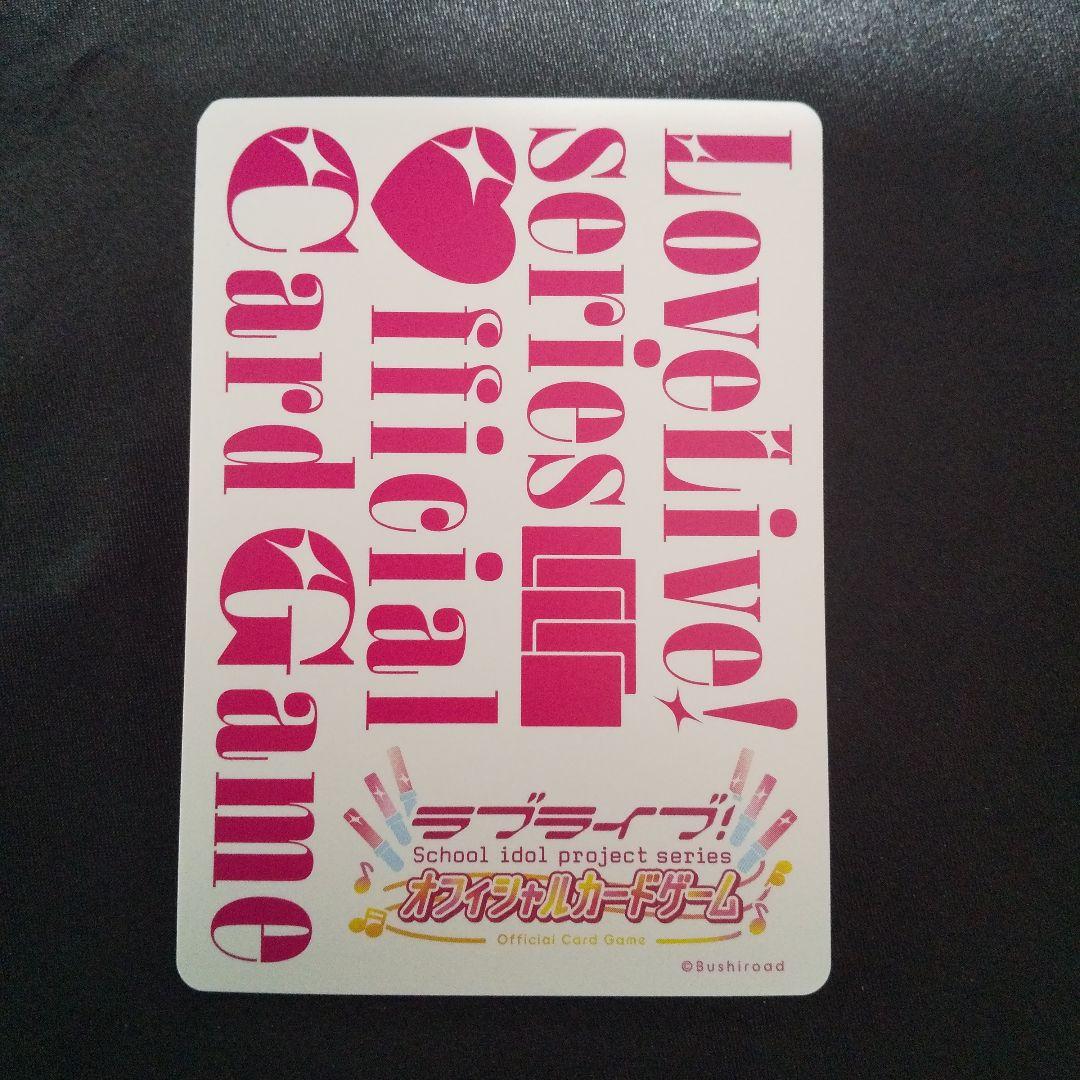 LoveLive!
series
official
Card Game
ラブライブ!
School idol project series
オフィシャルカードゲーム
Official Card Game
©Bushiroad